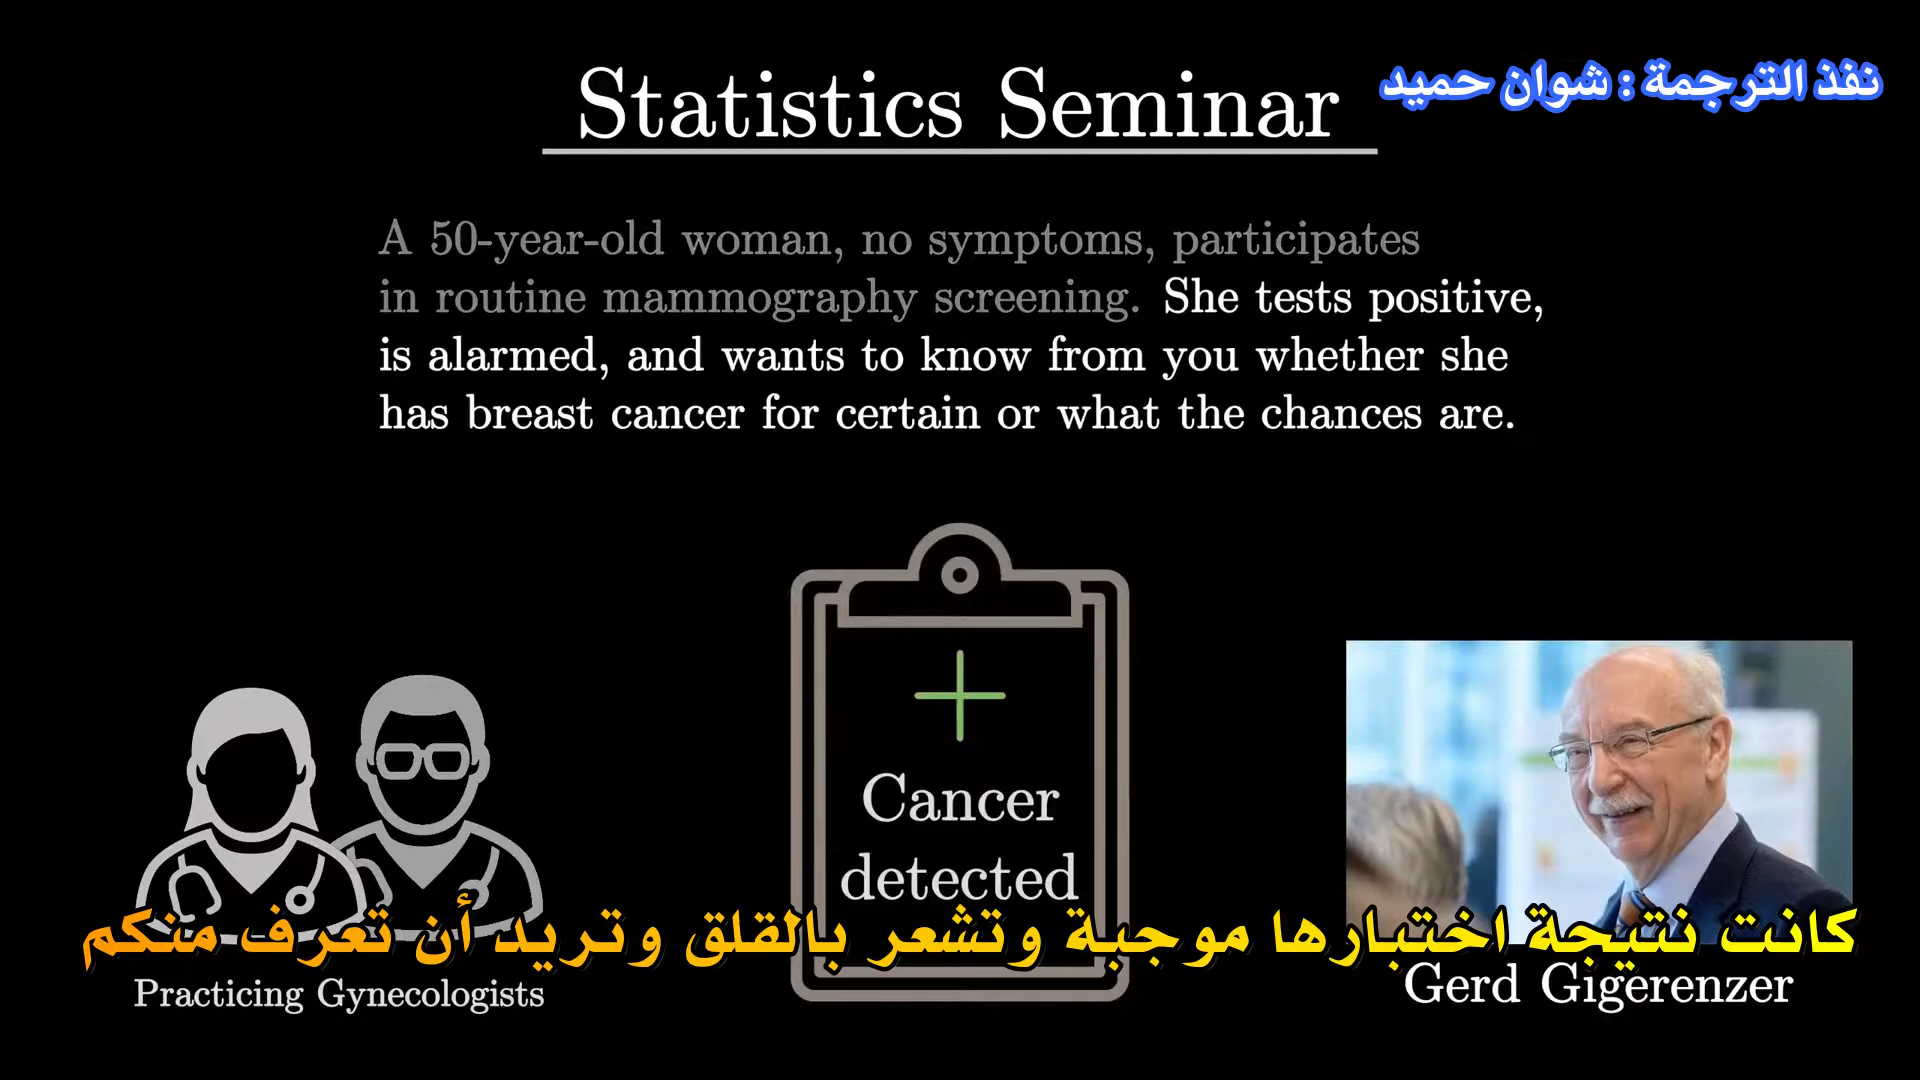 Statistics Seminar
نفذ الترجمة : شوان حميد
A 50-year-old woman, no symptoms, participates
in routine mammography screening. She tests positive,
is alarmed, and wants to know from you whether she
has breast cancer for certain or what the chances are.
Cancer
detected
كانت نتيجة اختبارها موجبة وتشعر بالقلق وتريد أن تعرف منكم
Practicing Gynecologists
Gerd Gigerenzer